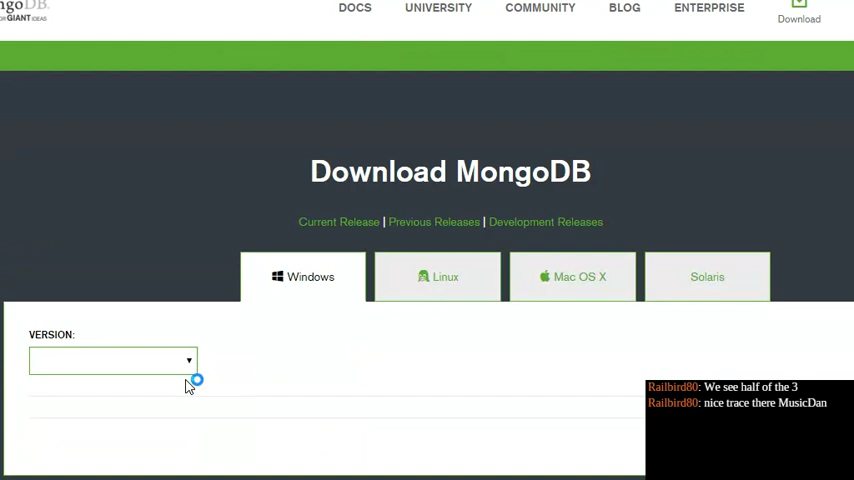 ngoDB.
OR GIANT IDEAS
DOCS UNIVERSITY COMMUNITY BLOG ENTERPRISE Download
Download MongoDB
Current Release | Previous Releases | Development Releases
Windows Linux Mac OS X Solaris
VERSION:
Railbird80: We see half of the 3
Railbird80: nice trace there MusicDan